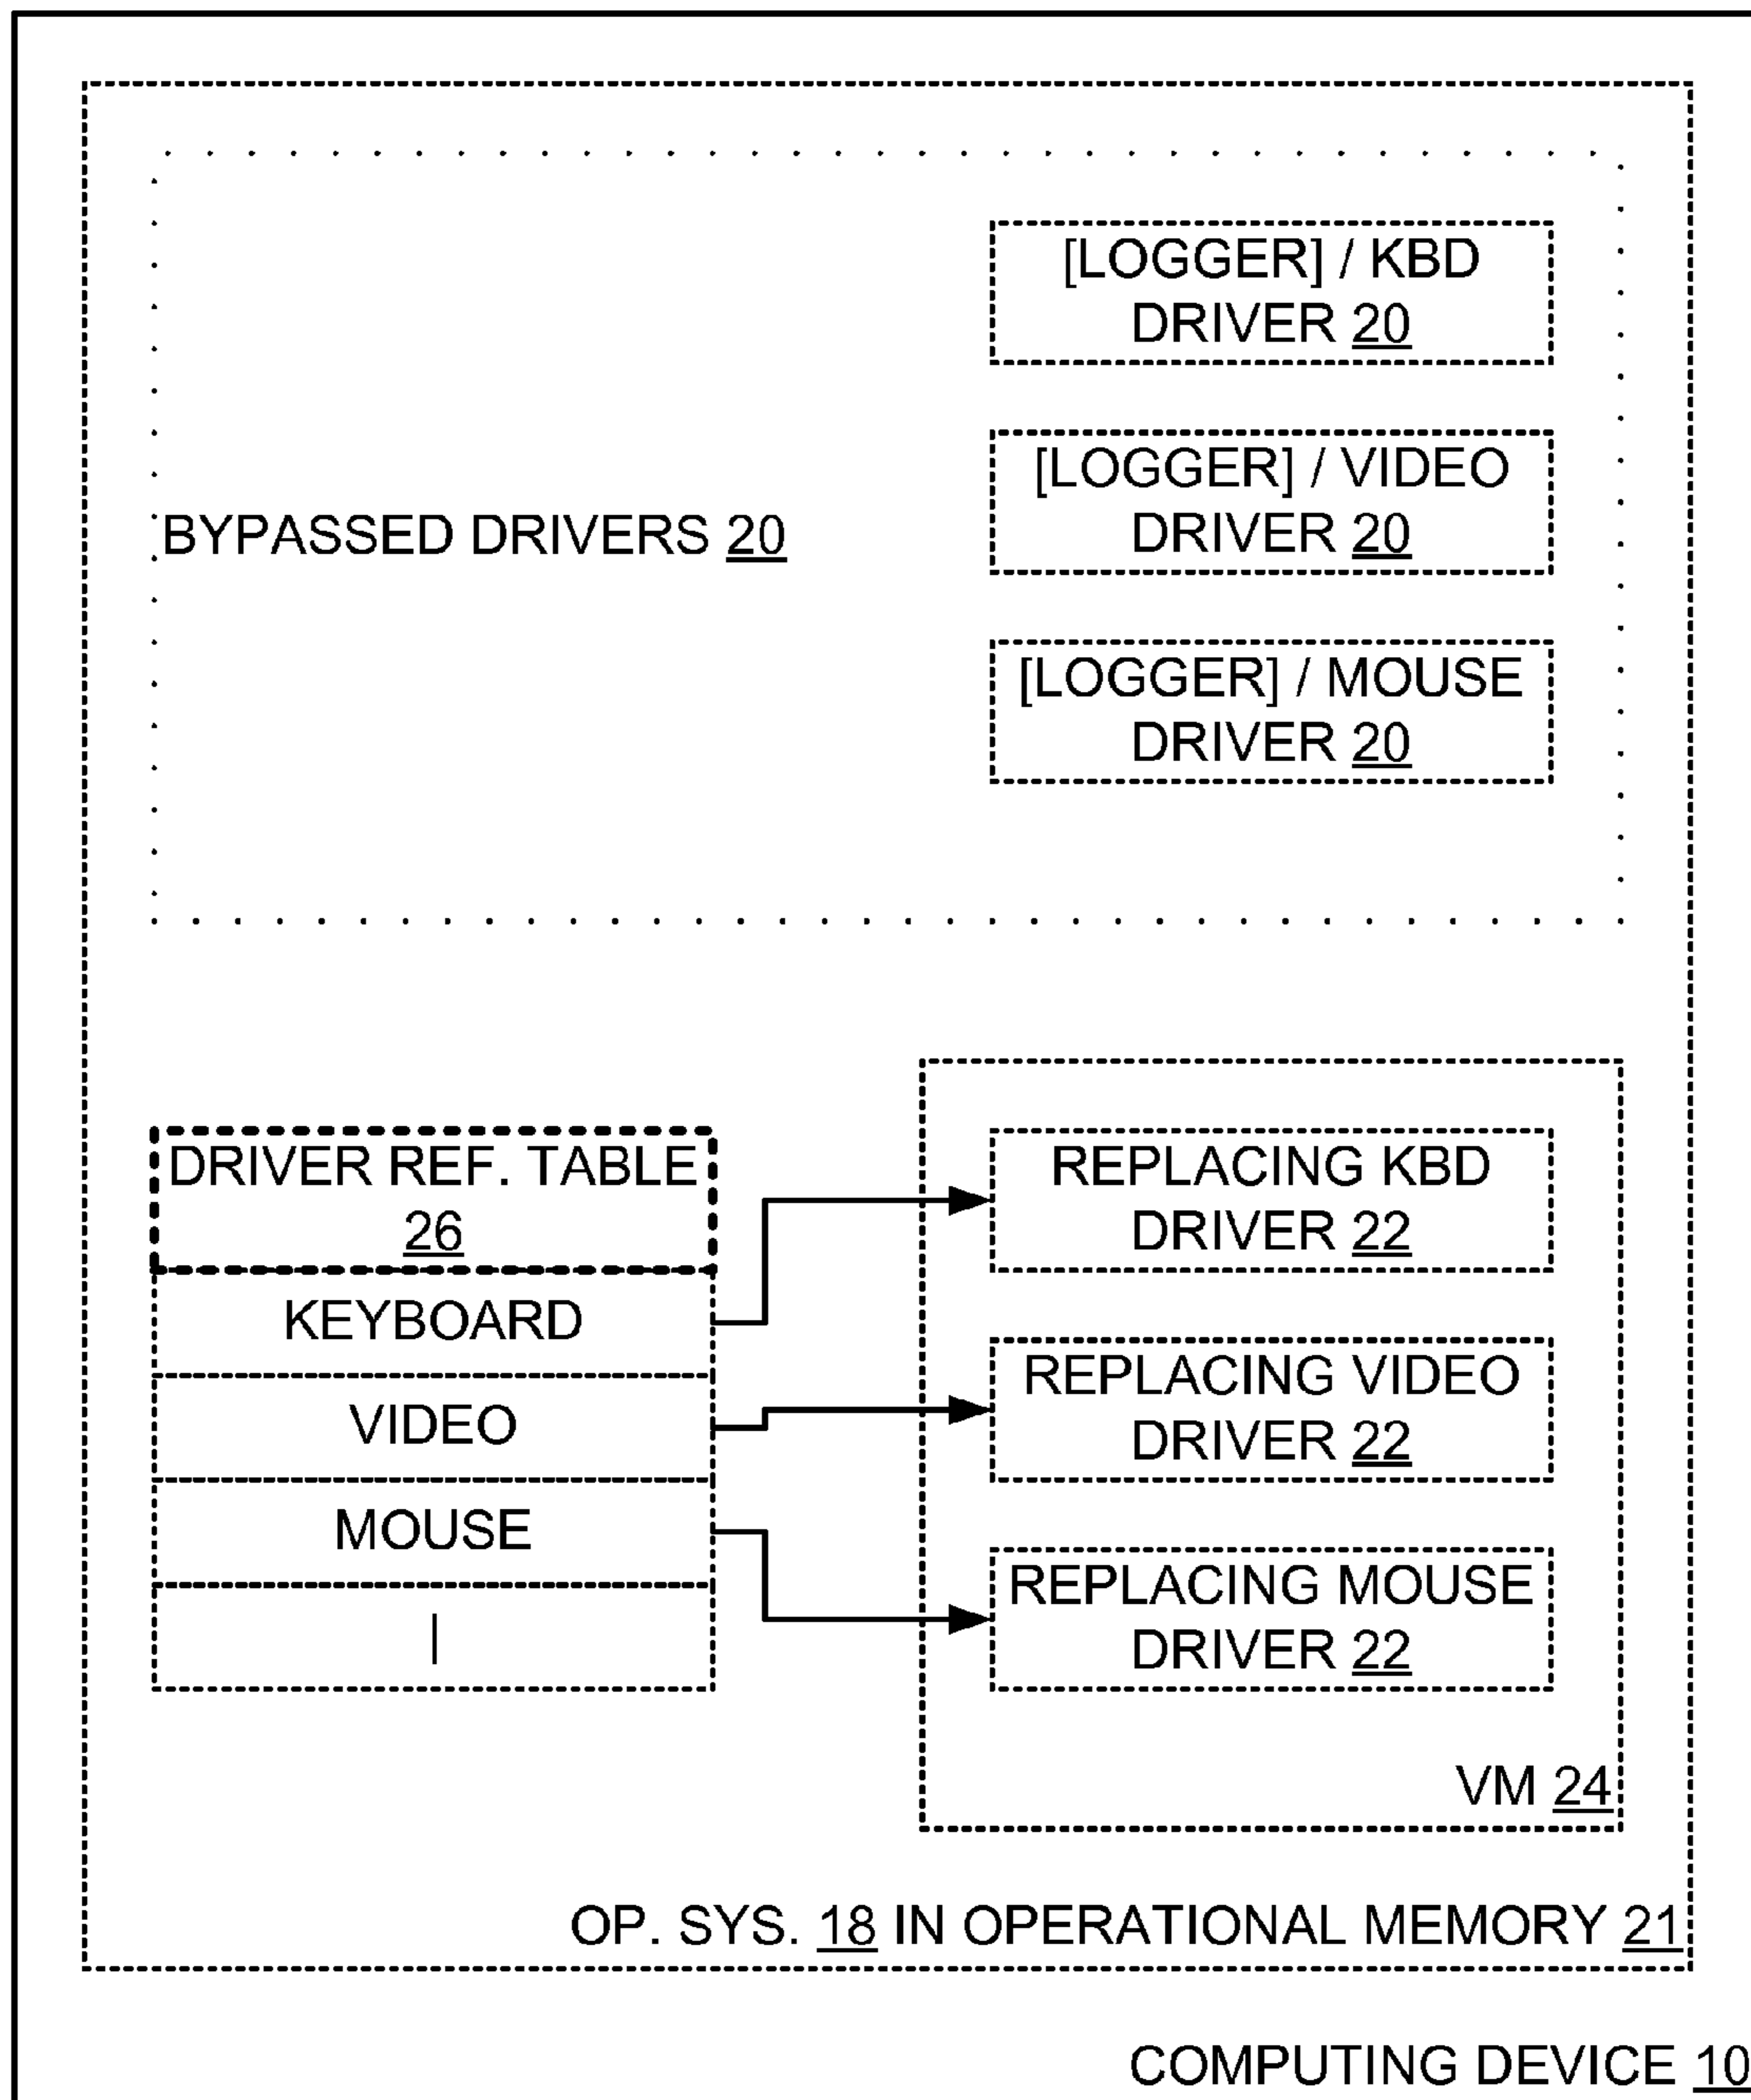 [LOGGER] / KBD
DRIVER 20
[LOGGER] / VIDEO
DRIVER 20
BYPASSED DRIVERS 20
[LOGGER] / MOUSE
DRIVER 20
DRIVER REF. TABLE
26
KEYBOARD
VIDEO
MOUSE
|
REPLACING KBD
DRIVER 22
REPLACING VIDEO
DRIVER 22
REPLACING MOUSE
DRIVER 22
VM 24
OP. SYS. 18 IN OPERATIONAL MEMORY 21
COMPUTING DEVICE 10